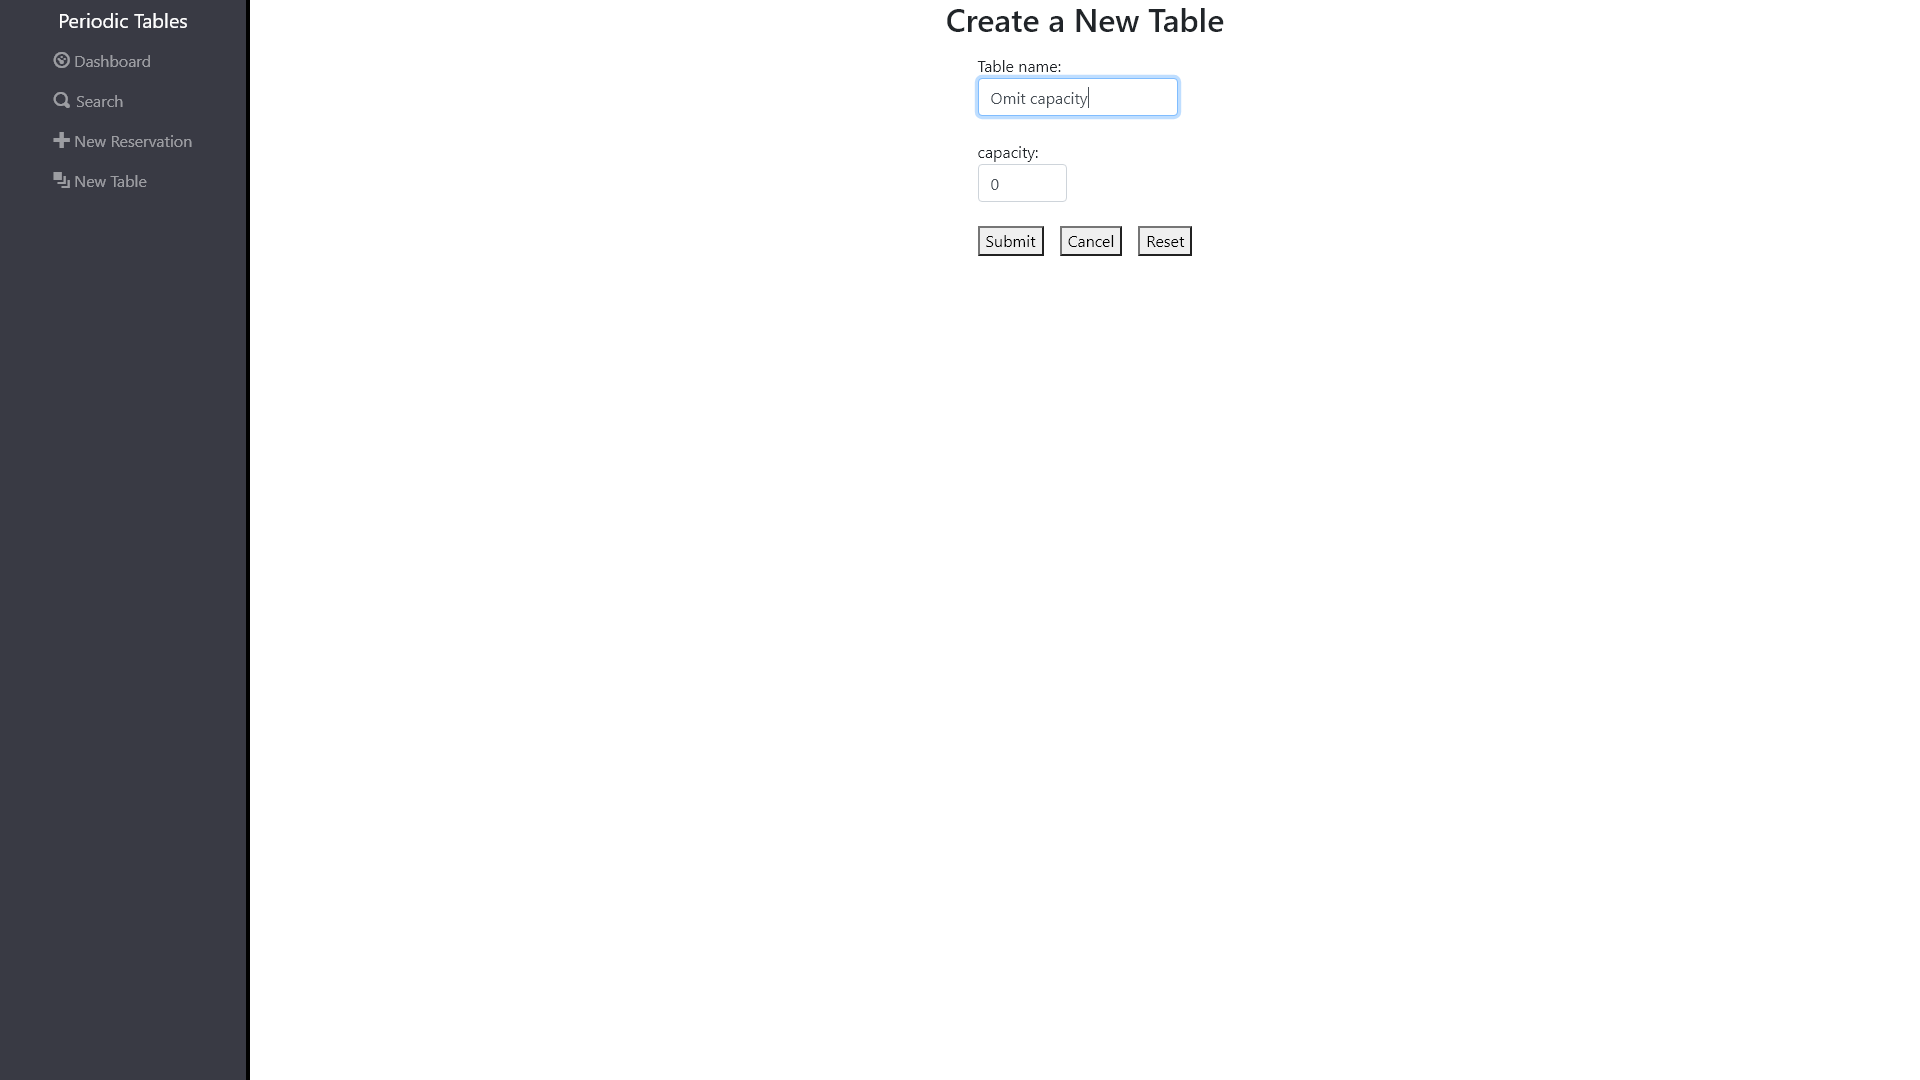 Periodic Tables
Dashboard
Search
New Reservation
New Table
Create a New Table
Table name:
Omit capacity
capacity:
0
Submit Cancel Reset